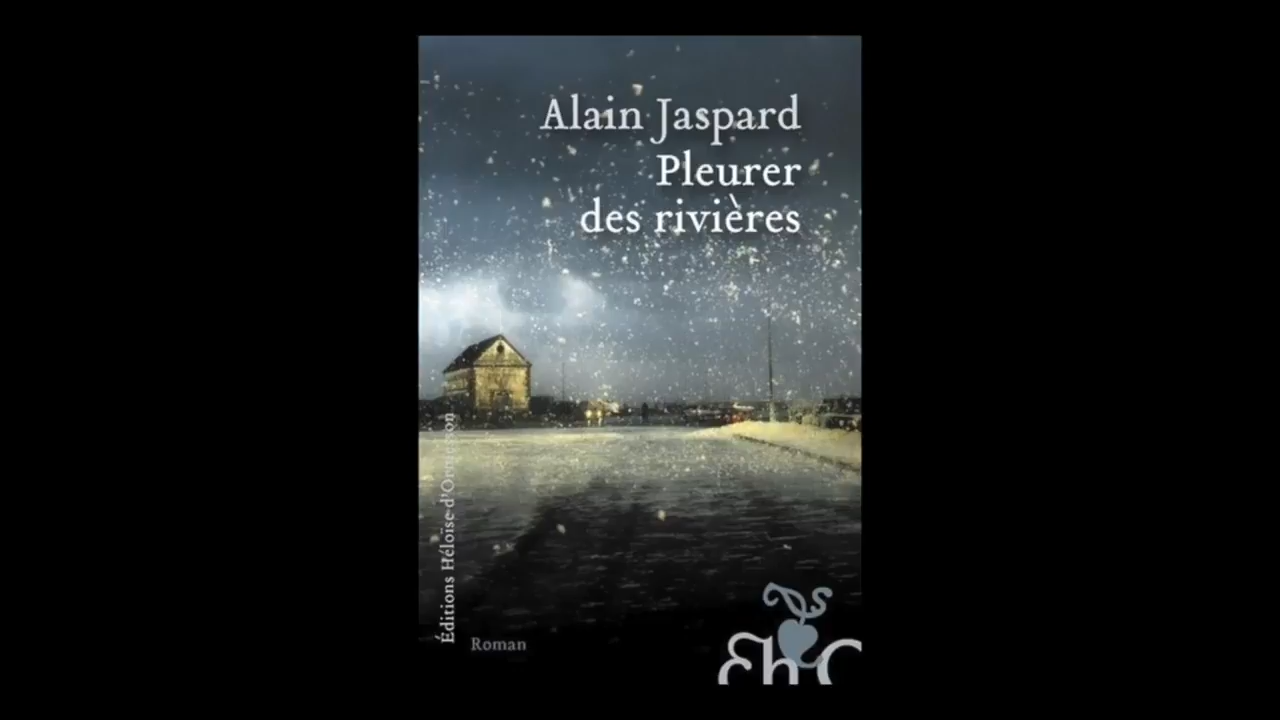 Alain Jaspard
Pleurer
des rivières
Éditions Héloïse d'Ormesson
Roman